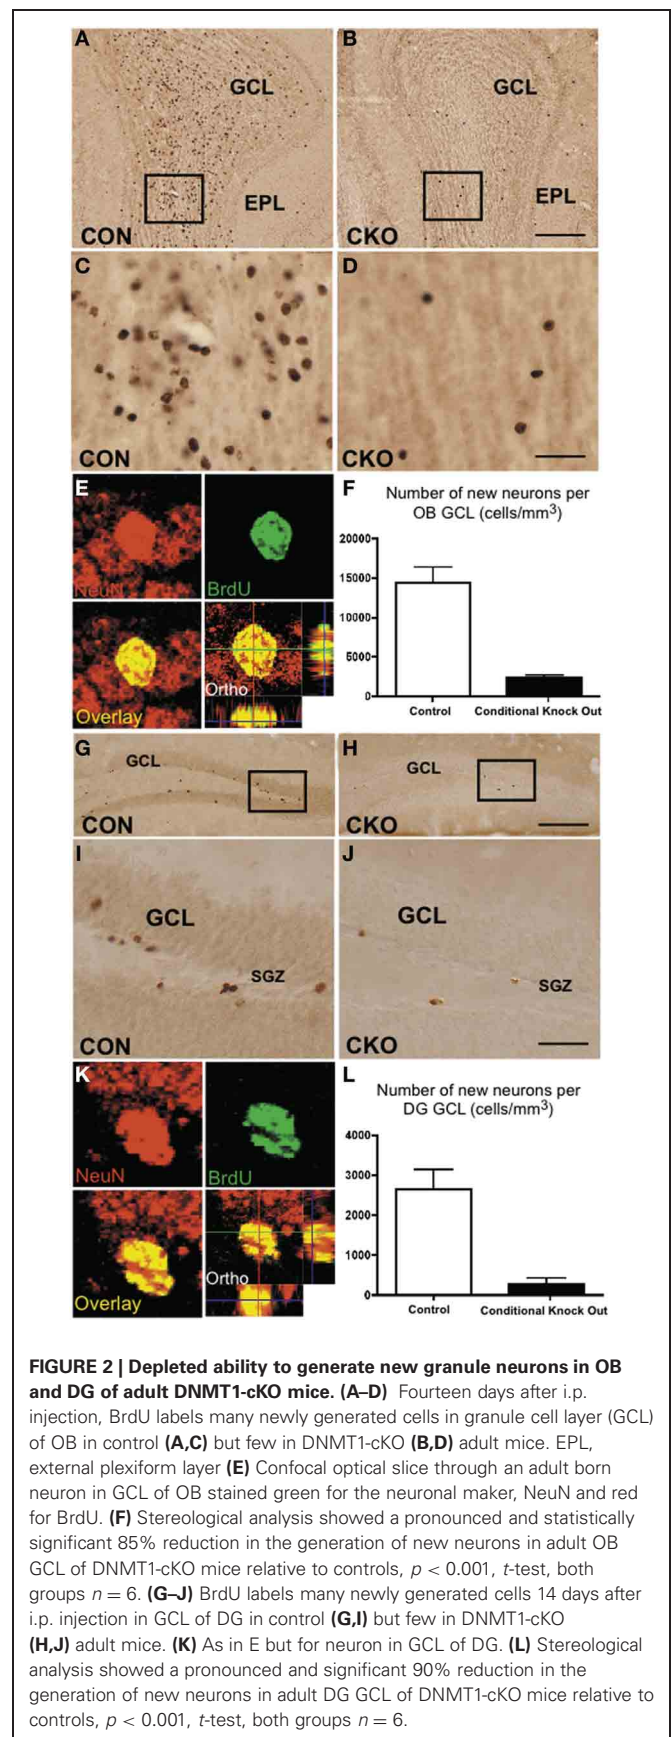 A
GCL
EPL
CON
B
GCL
EPL
CKO
C
CON
D
CKO
E
NeuN
BrdU
Overlay
Ortho
F
Number of new neurons per
OB GCL (cells/mm³)
20000
15000
10000
5000
0
Control
Conditional Knock Out
G
GCL
CON
H
GCL
CKO
I
GCL
SGZ
CON
J
GCL
SGZ
CKO
K
NeuN
BrdU
Overlay
Ortho
L
Number of new neurons per
DG GCL (cells/mm³)
4000
3000
2000
1000
0
Control
Conditional Knock Out
FIGURE 2 | Depleted ability to generate new granule neurons in OB
and DG of adult DNMT1-cKO mice. (A–D) Fourteen days after i.p.
injection, BrdU labels many newly generated cells in granule cell layer (GCL)
of OB in control (A,C) but few in DNMT1-cKO (B,D) adult mice. EPL,
external plexiform layer (E) Confocal optical slice through an adult born
neuron in GCL of OB stained green for the neuronal maker, NeuN and red
for BrdU. (F) Stereological analysis showed a pronounced and statistically
significant 85% reduction in the generation of new neurons in adult OB
GCL of DNMT1-cKO mice relative to controls, p < 0.001, t-test, both
groups n = 6. (G–J) BrdU labels many newly generated cells 14 days after
i.p. injection in GCL of DG in control (G,I) but few in DNMT1-cKO
(H,J) adult mice. (K) As in E but for neuron in GCL of DG. (L) Stereological
analysis showed a pronounced and significant 90% reduction in the
generation of new neurons in adult DG GCL of DNMT1-cKO mice relative to
controls, p < 0.001, t-test, both groups n = 6.